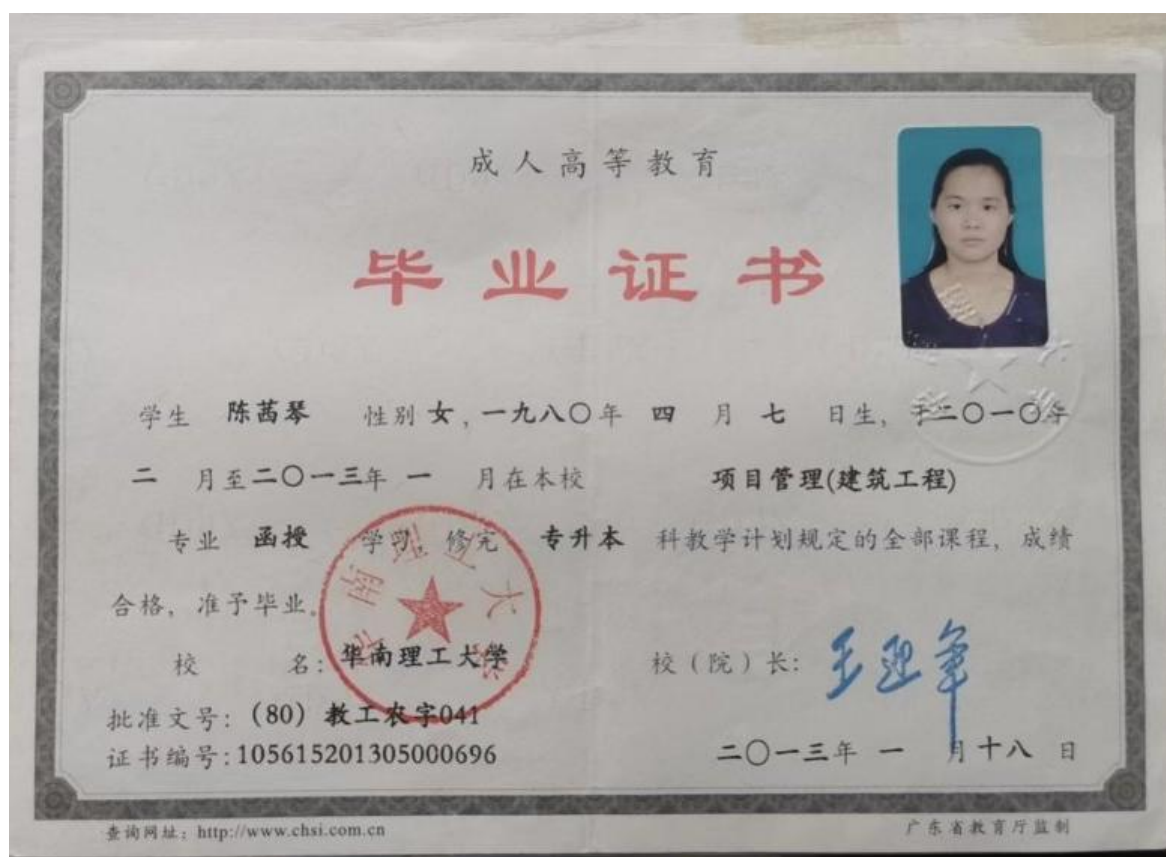 成人高等教育
毕业证书
学生 陈茜琴 性别 女，一九八〇年 四 月 七 日生，于二〇一〇年
二 月至二〇一三年 一 月在本校 项目管理(建筑工程)
专业 函授 学习，修完 专升本 科教学计划规定的全部课程，成绩
合格，准予毕业。
华南理工大学
校 名：华南理工大学 校（院）长：
批准文号：(80) 教工农字041
证书编号：105615201305000696 二〇一三年 一 月十八 日
查询网址：http://www.chsi.com.cn 广东省教育厅监制